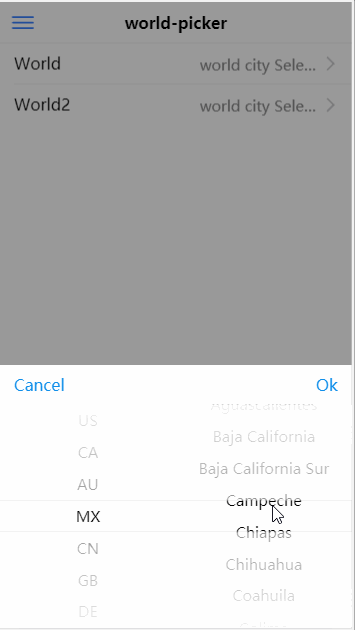 world-picker
World world city Sele...
World2 world city Sele...
Cancel Ok
Aguascalientes
US Baja California
CA Baja California Sur
AU Campeche
MX Chiapas
CN Chihuahua
GB Coahuila
DE Colima